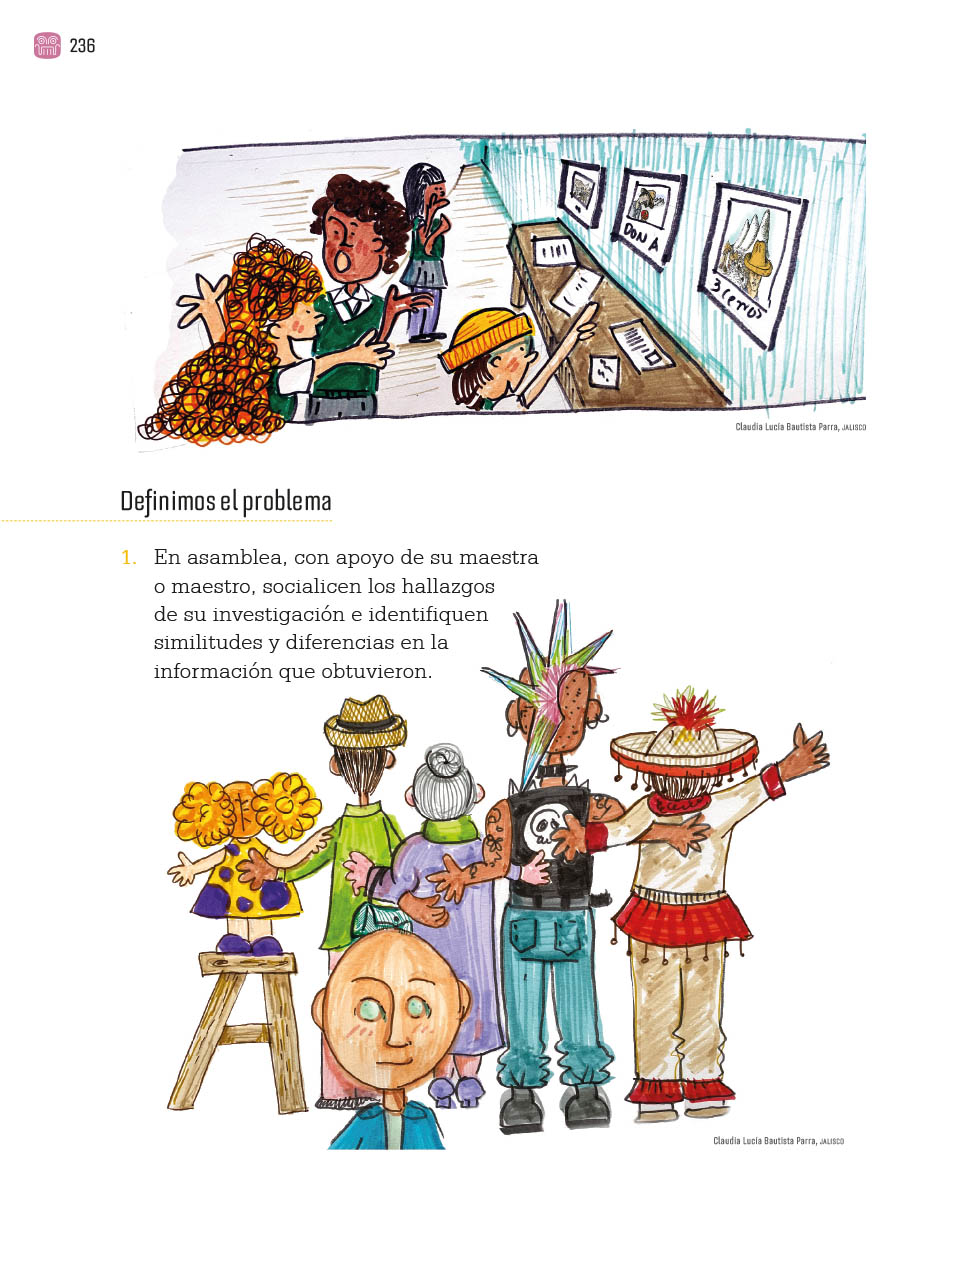 236
DON A
3 CENOS
Claudia Lucía Bautista Parra, JALISCO
Definimos el problema
1. En asamblea, con apoyo de su maestra
o maestro, socialicen los hallazgos
de su investigación e identifiquen
similitudes y diferencias en la
información que obtuvieron.
Claudia Lucía Bautista Parra, JALISCO